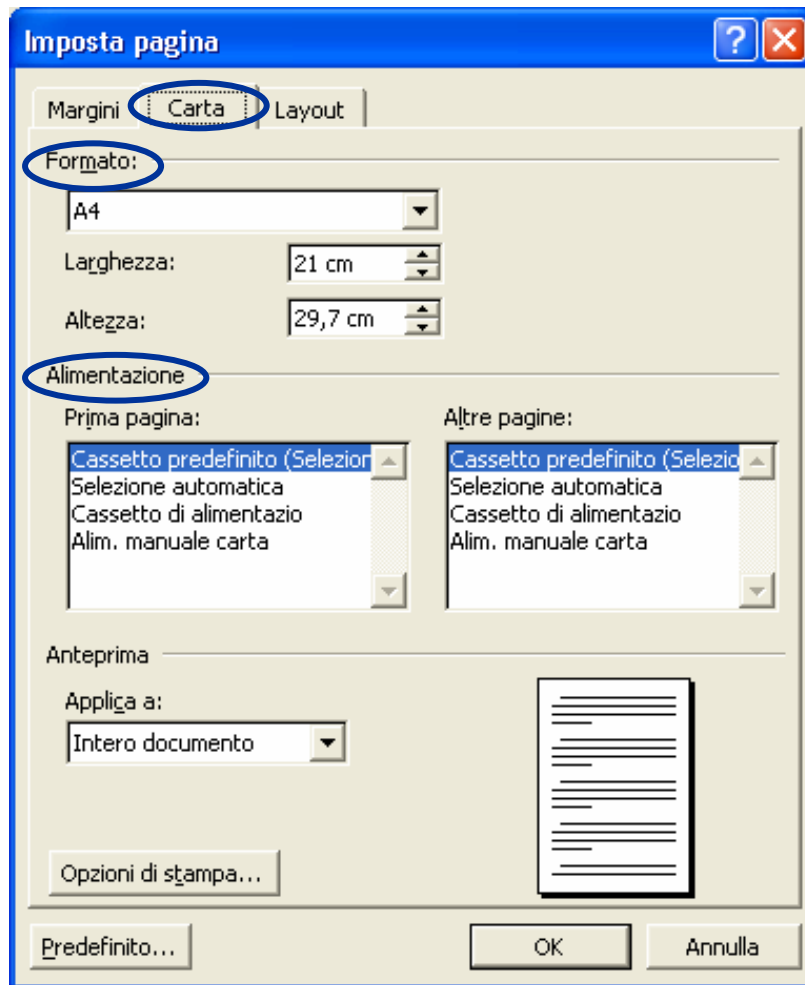 Imposta pagina
Margini Carta Layout
Formato:
A4
Larghezza: 21 cm
Altezza: 29,7 cm
Alimentazione
Prima pagina: Altre pagine:
Cassetto predefinito (Selezion Cassetto predefinito (Selezio
Selezione automatica Selezione automatica
Cassetto di alimentazio Cassetto di alimentazio
Alim. manuale carta Alim. manuale carta
Anteprima
Applica a:
Intero documento
Opzioni di stampa...
Predefinito... OK Annulla